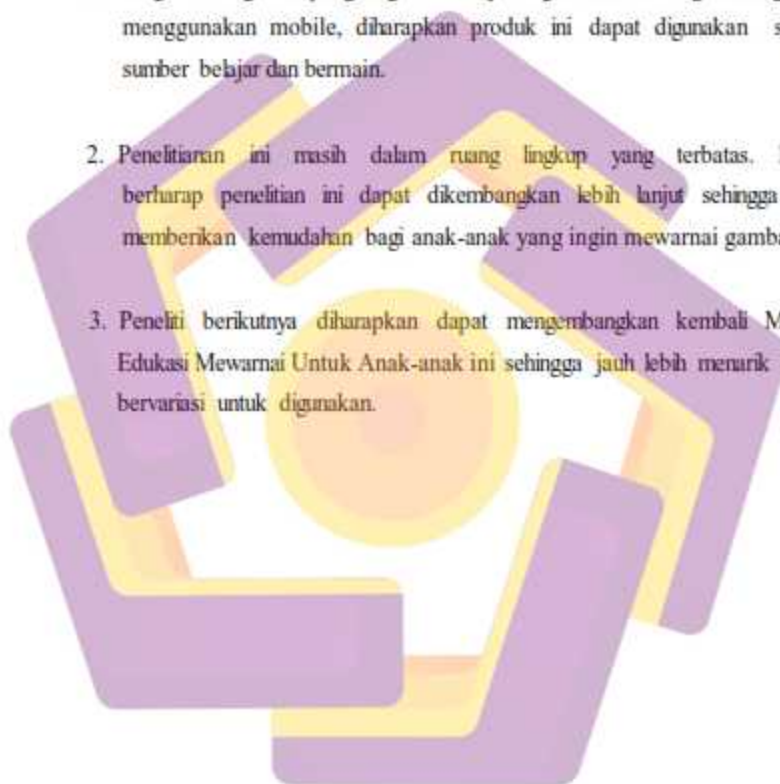 menggunakan mobile, diharapkan produk ini dapat digunakan
sumber belajar dan bermain.
2. Penelitianan ini masih dalam ruang lingkup yang terbatas.
berharap penelitian ini dapat dikembangkan lebih lanjut sehingga
memberikan kemudahan bagi anak-anak yang ingin mewarnai
3. Peneliti berikutnya diharapkan dapat mengembangkan kembali
Edukasi Mewarnai Untuk Anak-anak ini sehingga jauh lebih menarik
bervariasi untuk digunakan.